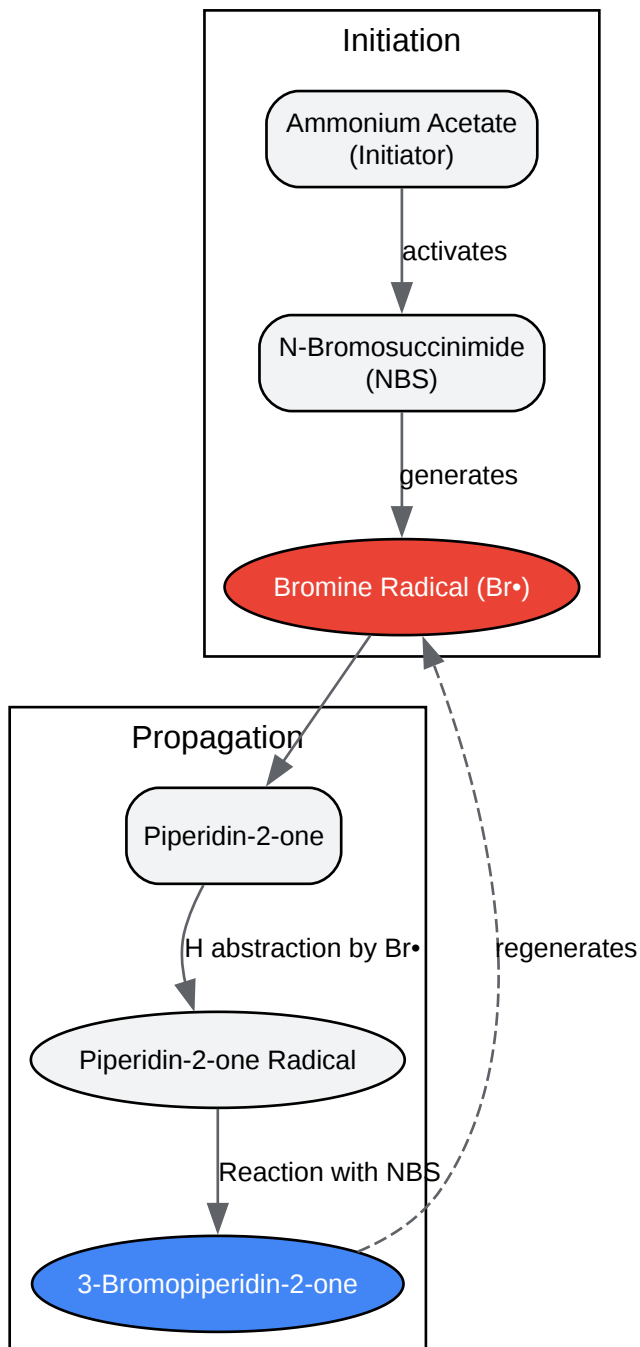 Initiation
Ammonium Acetate
(Initiator)
activates
N-Bromosuccinimide
(NBS)
generates
Bromine Radical (Br•)
Propagation
Piperidin-2-one
H abstraction by Br•
regenerates
Piperidin-2-one Radical
Reaction with NBS
3-Bromopiperidin-2-one